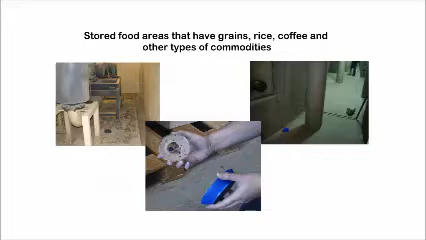 Stored food areas that have grains, rice, coffee and
other types of commodities